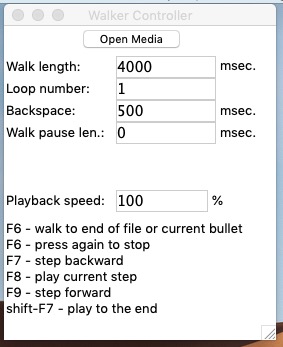 Walker Controller
Open Media
Walk length: 4000 msec.
Loop number: 1
Backspace: 500 msec.
Walk pause len.: 0 msec.
Playback speed: 100 %
F6 - walk to end of file or current bullet
F6 - press again to stop
F7 - step backward
F8 - play current step
F9 - step forward
shift-F7 - play to the end